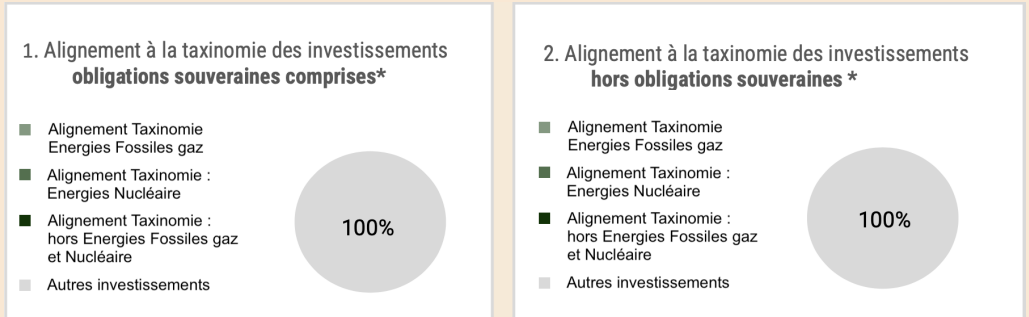 1. Alignement à la taxinomie des investissements
obligations souveraines comprises*
Alignement Taxinomie
Energies Fossiles gaz
Alignement Taxinomie :
Energies Nucléaire
Alignement Taxinomie :
hors Energies Fossiles gaz
et Nucléaire
Autres investissements
100%
2. Alignement à la taxinomie des investissements
hors obligations souveraines *
Alignement Taxinomie
Energies Fossiles gaz
Alignement Taxinomie :
Energies Nucléaire
Alignement Taxinomie :
hors Energies Fossiles gaz
et Nucléaire
Autres investissements
100%